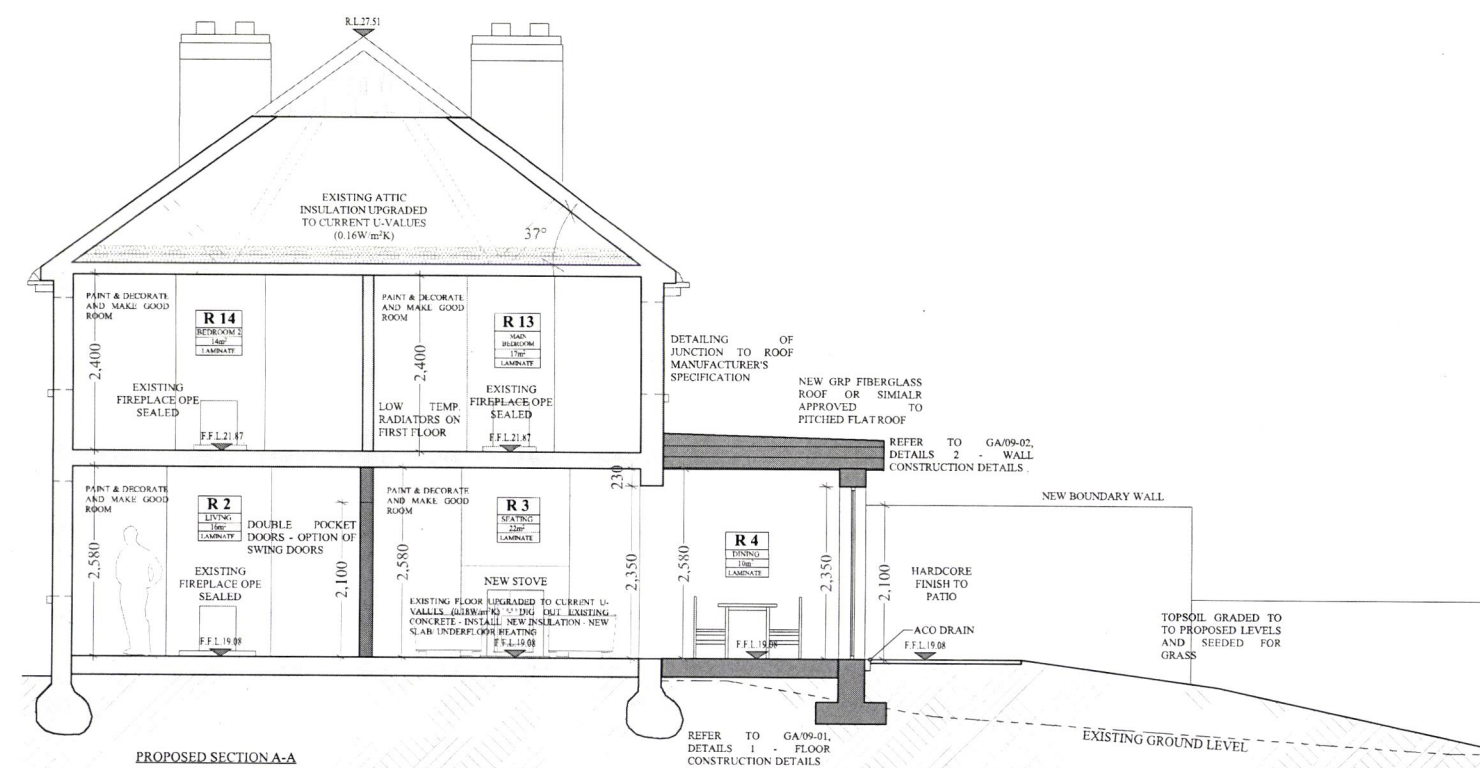 R.L.27.51
EXISTING ATTIC
INSULATION UPGRADED
TO CURRENT U-VALUES
(0.16W/m²K)
37°
PAINT & DECORATE
AND MAKE GOOD
ROOM
R 14
BEDROOM 2
14m²
LAMINATE
2,400
EXISTING
FIREPLACE OPE
SEALED
F.F.L.21.87
PAINT & DECORATE
AND MAKE GOOD
ROOM
R 13
MAIN
BEDROOM
17m²
LAMINATE
2,400
EXISTING
FIREPLACE OPE
SEALED
LOW TEMP.
RADIATORS ON
FIRST FLOOR
F.F.L.21.87
DETAILING OF
JUNCTION TO ROOF
MANUFACTURER'S
SPECIFICATION
NEW GRP FIBERGLASS
ROOF OR SIMIALR
APPROVED TO
PITCHED FLAT ROOF
REFER TO GA/09-02,
DETAILS 2 - WALL
CONSTRUCTION DETAILS .
PAINT & DECORATE
AND MAKE GOOD
ROOM
R 2
LIVING
16m²
LAMINATE
DOUBLE POCKET
DOORS - OPTION OF
SWING DOORS
2,580
EXISTING
FIREPLACE OPE
SEALED
2,100
F.F.L.19.08
PAINT & DECORATE
AND MAKE GOOD
ROOM
R 3
SEATING
22m²
LAMINATE
230
2,580
NEW STOVE
EXISTING FLOOR UPGRADED TO CURRENT U-
VALULS (0.18W/m²K) - DIG OUT EXISTING
CONCRETE - INSTALL NEW INSULATION - NEW
SLAB UNDERFLOOR HEATING
F.F.L.19.08
2,350
2,580
R 4
DINING
10m²
LAMINATE
F.F.L.19.08
2,350
2,100
NEW BOUNDARY WALL
HARDCORE
FINISH TO
PATIO
ACO DRAIN
F.F.L.19.08
TOPSOIL GRADED TO
TO PROPOSED LEVELS
AND SEEDED FOR
GRASS
REFER TO GA/09-01,
DETAILS 1 - FLOOR
CONSTRUCTION DETAILS
EXISTING GROUND LEVEL
PROPOSED SECTION A-A